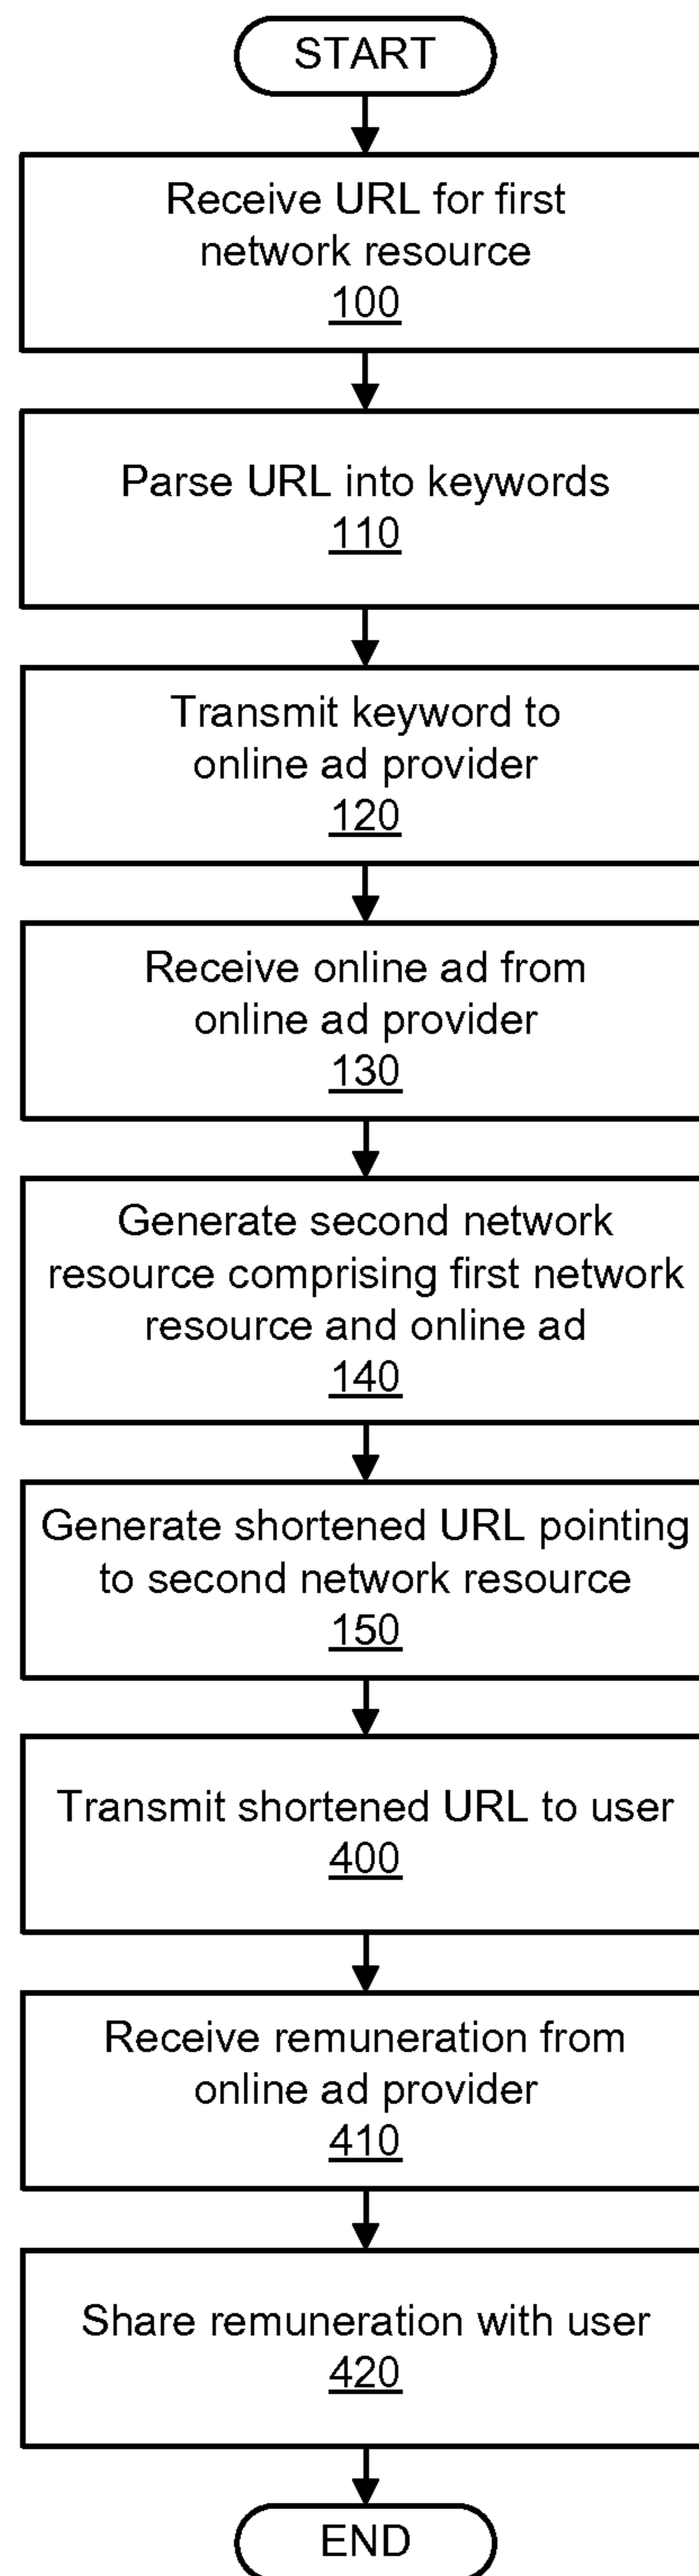 START
Receive URL for first
network resource
100
Parse URL into keywords
110
Transmit keyword to
online ad provider
120
Receive online ad from
online ad provider
130
Generate second network
resource comprising first network
resource and online ad
140
Generate shortened URL pointing
to second network resource
150
Transmit shortened URL to user
400
Receive remuneration from
online ad provider
410
Share remuneration with user
420
END